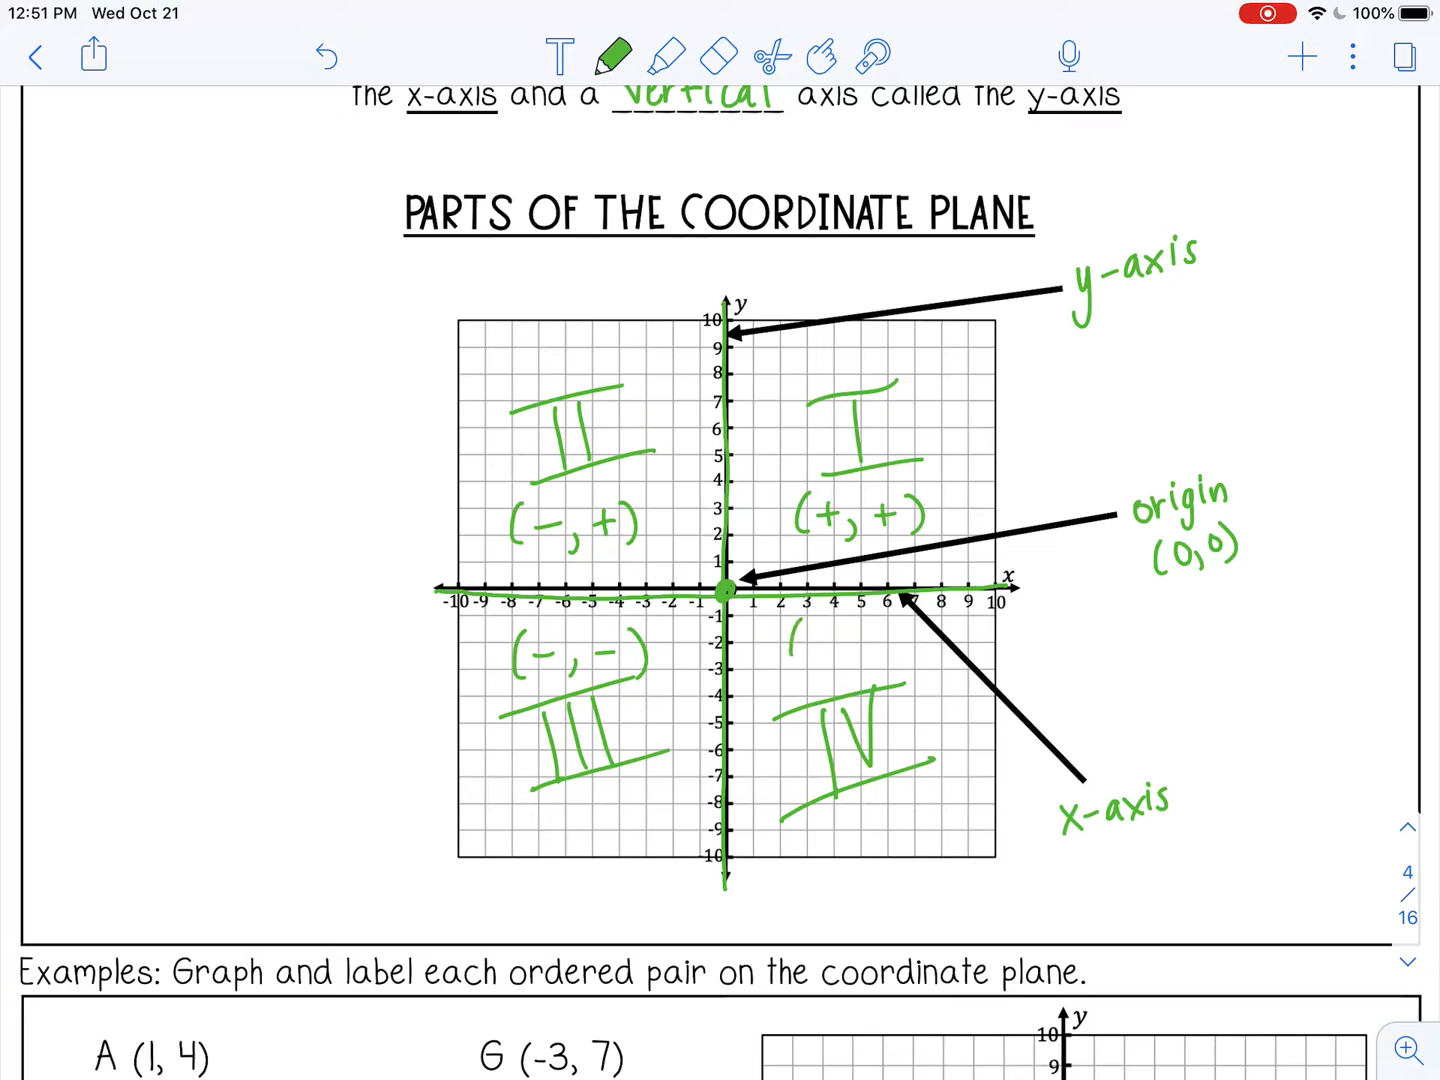 12:51 PM Wed Oct 21
100%
T
the x-axis and a vertical axis called the y-axis
PARTS OF THE COORDINATE PLANE
y-axis
y
10
9
8
7
6
5
4
3
2
1
II
I
(-, +)
(+, +)
origin
(0,0)
x
-10 -9 -8 -7 -6 -5 -4 -3 -2 -1 1 2 3 4 5 6 7 8 9 10
-1
-2
-3
-4
-5
-6
-7
-8
-9
-10
(-, -)
(
III
IV
x-axis
4
/
16
Examples: Graph and label each ordered pair on the coordinate plane.
A (1, 4) G (-3, 7)
y
10
9